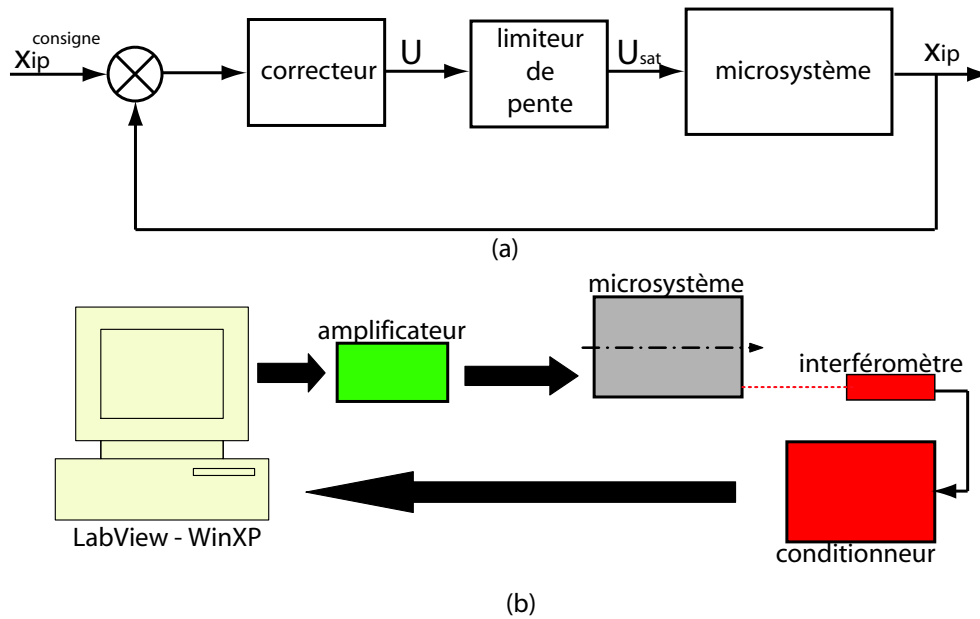 consigne
xip
correcteur
U
limiteur
de
pente
Usat
microsystème
xip
(a)
microsystème
amplificateur
interféromètre
LabView - WinXP
conditionneur
(b)